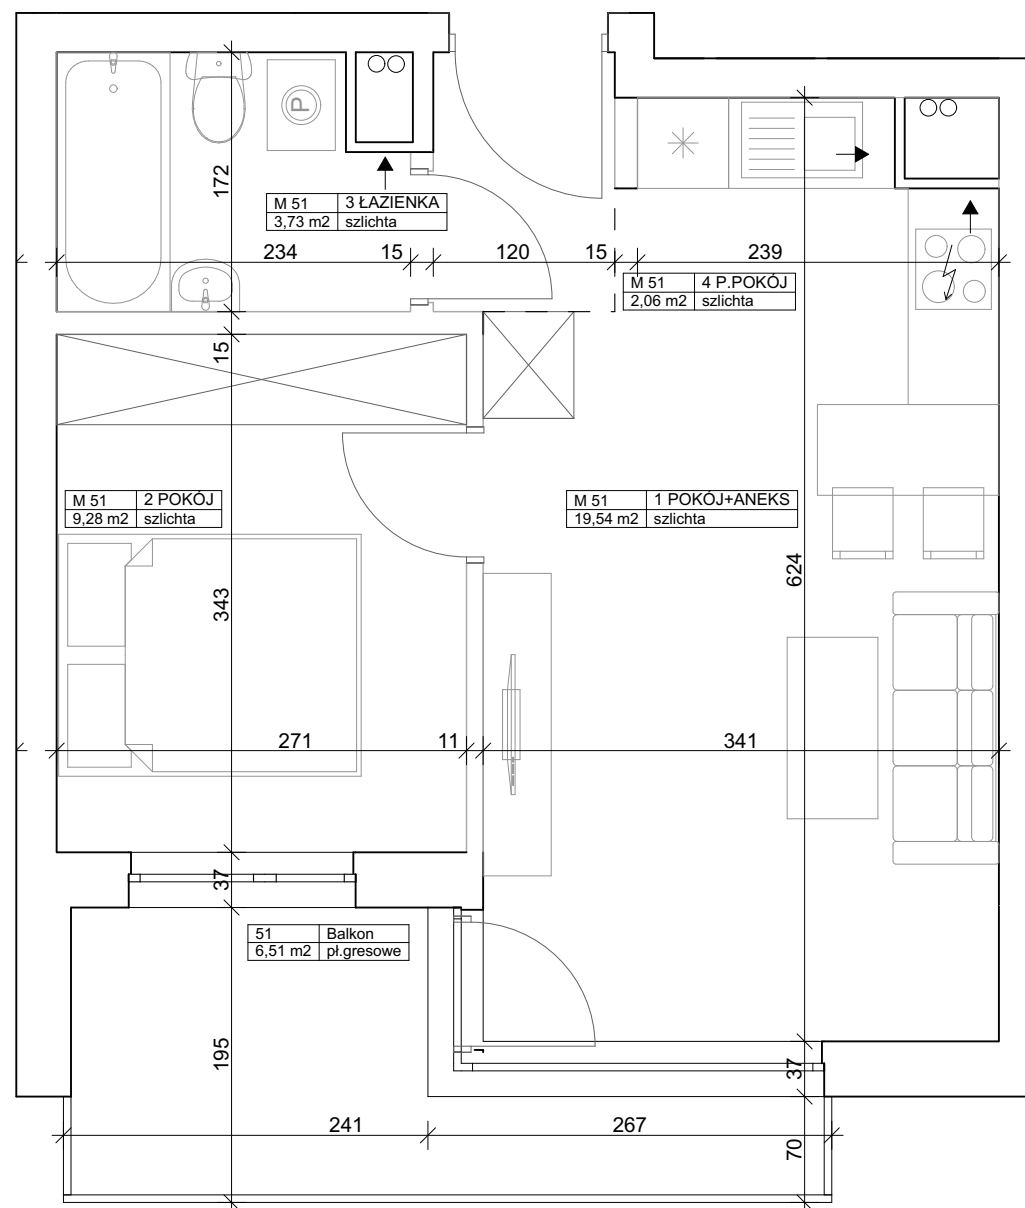 P
172
M 51 3 ŁAZIENKA
3,73 m2 szlichta
234
15
120
15
239
M 51 4 P.POKÓJ
2,06 m2 szlichta
15
M 51 2 POKÓJ
9,28 m2 szlichta
M 51 1 POKÓJ+ANEKS
19,54 m2 szlichta
624
343
271
11
341
37
51 Balkon
6,51 m2 pł.gresowe
195
37
241
267
70